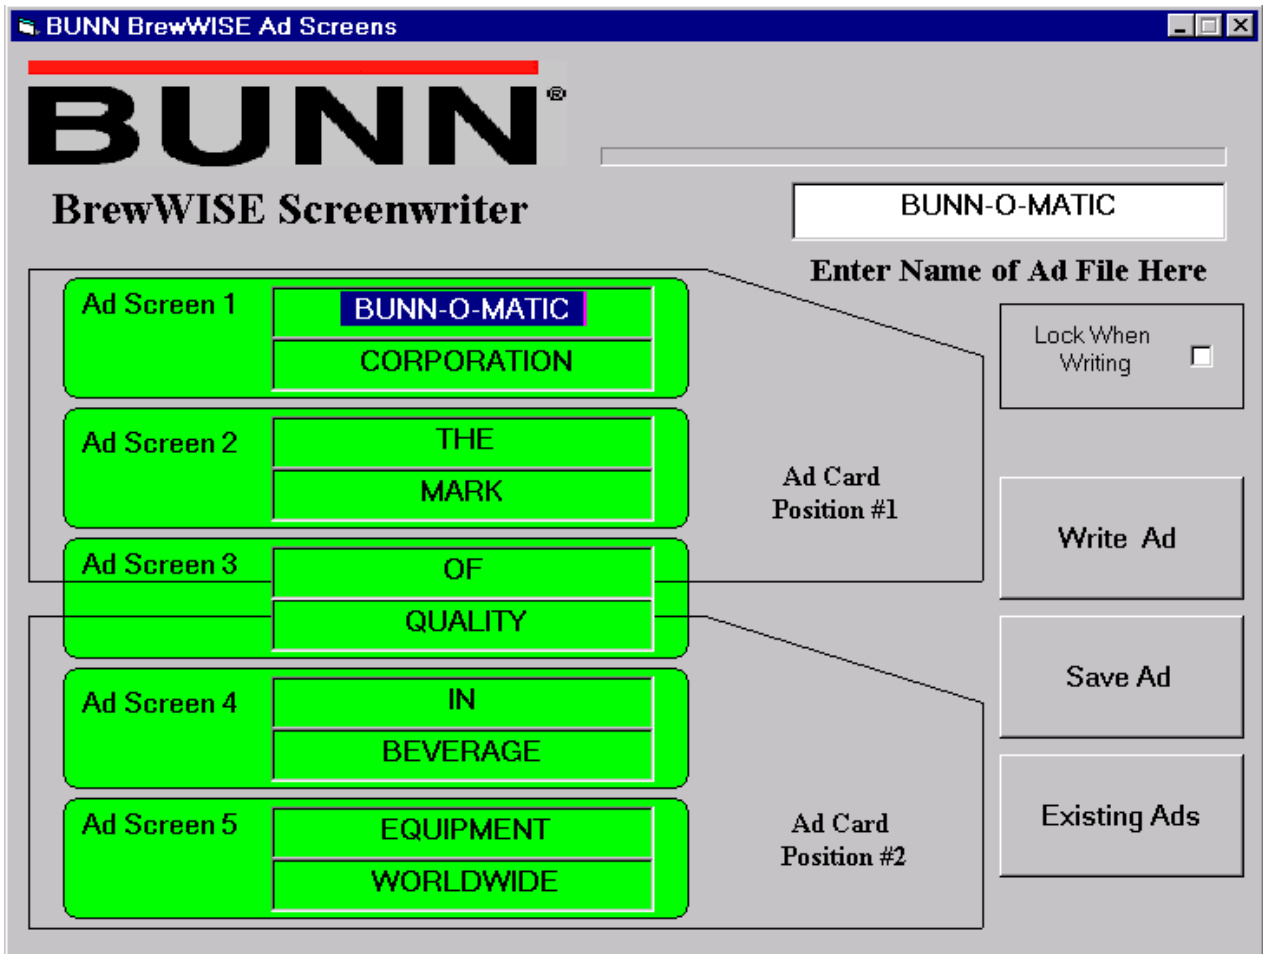 BUNN BrewWISE Ad Screens
BUNN®
BrewWISE Screenwriter
BUNN-O-MATIC
Enter Name of Ad File Here
Ad Screen 1
BUNN-O-MATIC
CORPORATION
Lock When
Writing
Ad Screen 2
THE
MARK
Ad Card
Position #1
Write Ad
Ad Screen 3
OF
QUALITY
Save Ad
Ad Screen 4
IN
BEVERAGE
Existing Ads
Ad Screen 5
EQUIPMENT
WORLDWIDE
Ad Card
Position #2